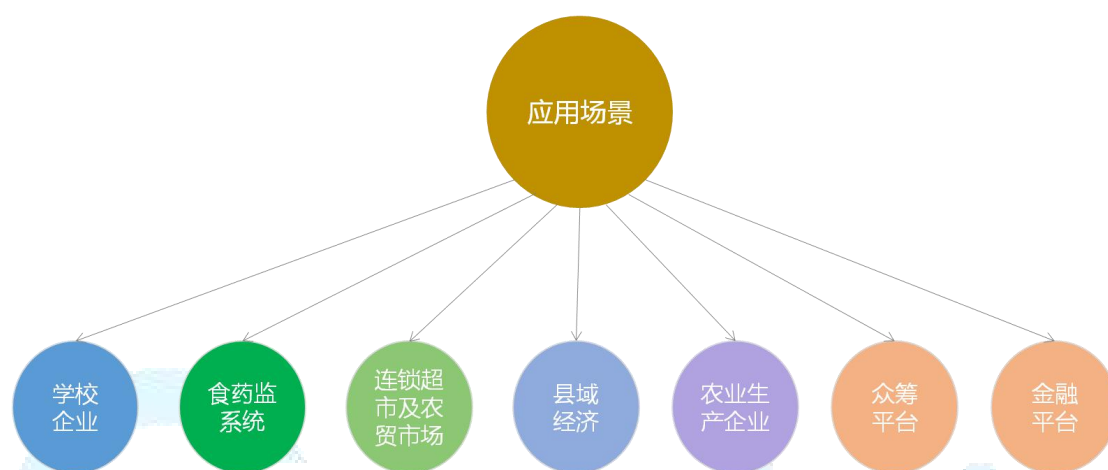 应用场景
学校
企业
食药监
系统
连锁超
市及农
贸市场
县域
经济
农业生
产企业
众筹
平台
金融
平台